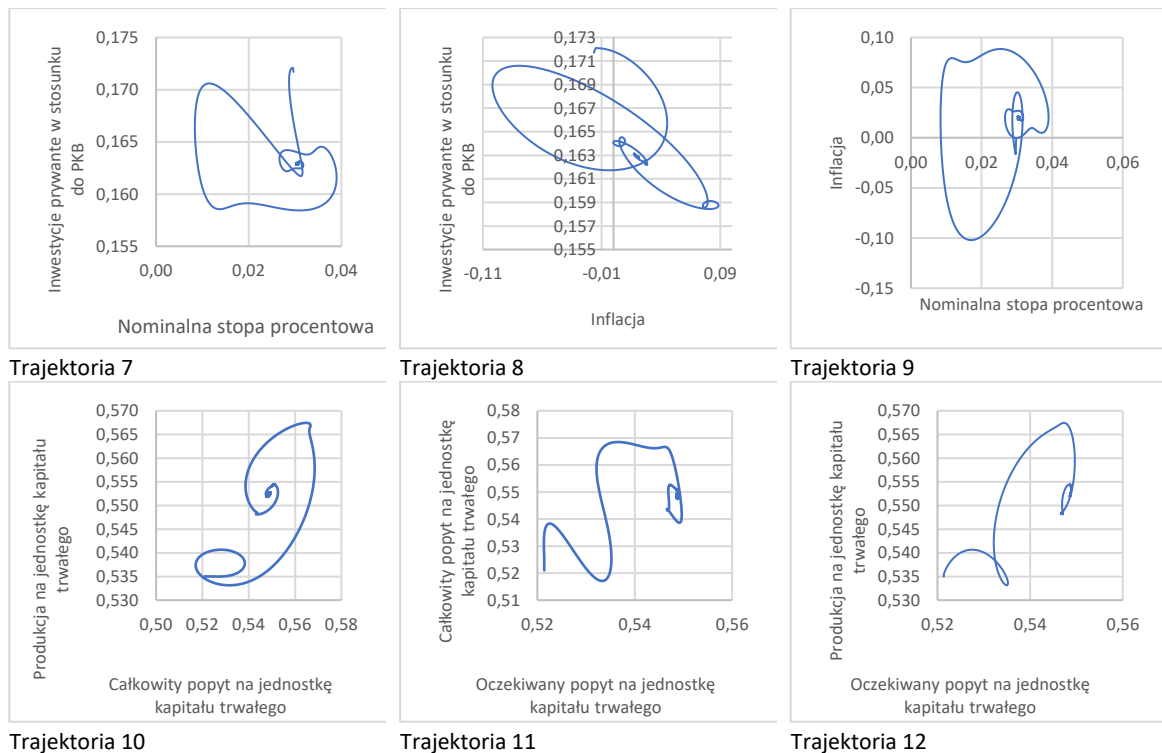 Inwestycje prywante w stosunku
do PKB
0,175
0,170
0,165
0,160
0,155
0,00
0,02
0,04
Nominalna stopa procentowa
Trajektoria 7
Inwestycje prywante w stosunku
do PKB
0,173
0,171
0,169
0,167
0,165
0,163
0,161
0,159
0,157
0,155
-0,11
-0,01
0,09
Inflacja
Trajektoria 8
Inflacja
0,10
0,05
0,00
-0,05
-0,10
-0,15
0,00
0,02
0,04
0,06
Nominalna stopa procentowa
Trajektoria 9
Produkcja na jednostkę kapitału
trwałego
0,570
0,565
0,560
0,555
0,550
0,545
0,540
0,535
0,530
0,50
0,52
0,54
0,56
0,58
Całkowity popyt na jednostkę
kapitału trwałego
Trajektoria 10
Całkowity popyt na jednostkę
kapitału trwałego
0,58
0,57
0,56
0,55
0,54
0,53
0,52
0,51
0,52
0,54
0,56
Oczekiwany popyt na jednostkę
kapitału trwałego
Trajektoria 11
Produkcja na jednostkę kapitału
trwałego
0,570
0,565
0,560
0,555
0,550
0,545
0,540
0,535
0,530
0,52
0,54
0,56
Oczekiwany popyt na jednostkę
kapitału trwałego
Trajektoria 12